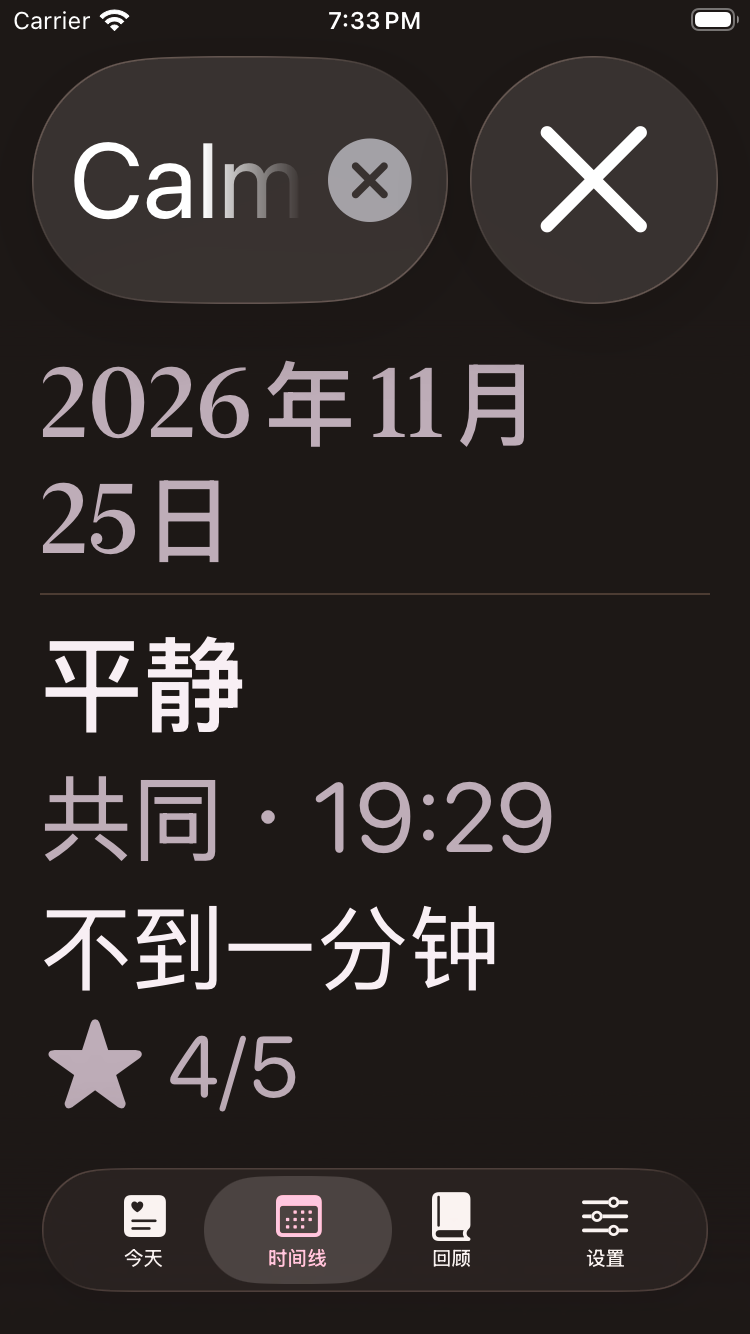 Carrier 7:33 PM
Calm
2026年11月
25日
平静
共同 · 19:29
不到一分钟
4/5
今天 时间线 回顾 设置